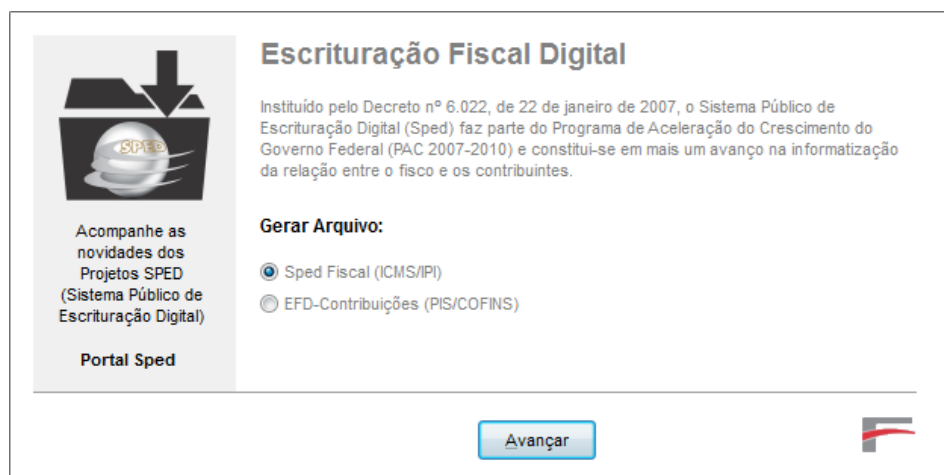 Escrituração Fiscal Digital
Instituído pelo Decreto nº 6.022, de 22 de janeiro de 2007, o Sistema Público de
Escrituração Digital (Sped) faz parte do Programa de Aceleração do Crescimento do
Governo Federal (PAC 2007-2010) e constitui-se em mais um avanço na informatização
da relação entre o fisco e os contribuintes.
SPED
Acompanhe as
novidades dos
Projetos SPED
(Sistema Público de
Escrituração Digital)
Portal Sped
Gerar Arquivo:
Sped Fiscal (ICMS/IPI)
EFD-Contribuições (PIS/COFINS)
Avançar